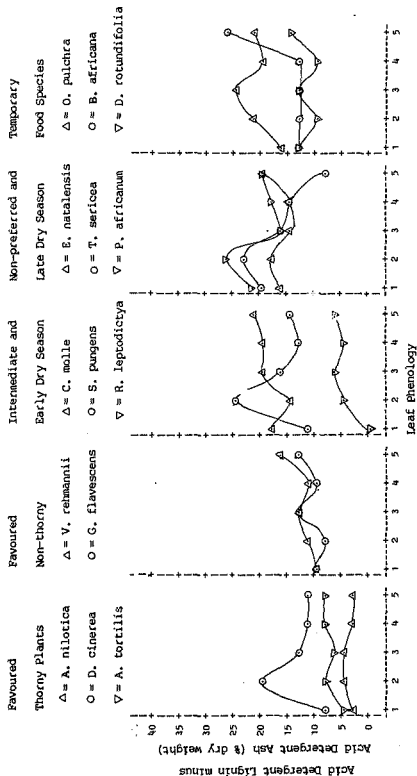 Favoured
Thorny Plants
△ = A. nilotica
O = D. cinerea
▽ = A. tortilis
Favoured
Non-thorny
△ = V. rehmannii
O = G. flavescens
Intermediate and
Early Dry Season
△ = C. molle
O = S. pungens
▽ = R. leptodictya
Non-preferred and
Late Dry Season
△ = E. natalensis
O = T. sericea
▽ = P. africanum
Temporary
Food Species
△ = O. pulchra
O = B. africana
▽ = D. rotundifolia
Acid Detergent Lignin minus
Acid Detergent Ash (% dry weight)
40
35
30
25
20
15
10
5
0
1 2 3 4 5
1 2 3 4 5
1 2 3 4 5
1 2 3 4 5
1 2 3 4 5
Leaf Phenology